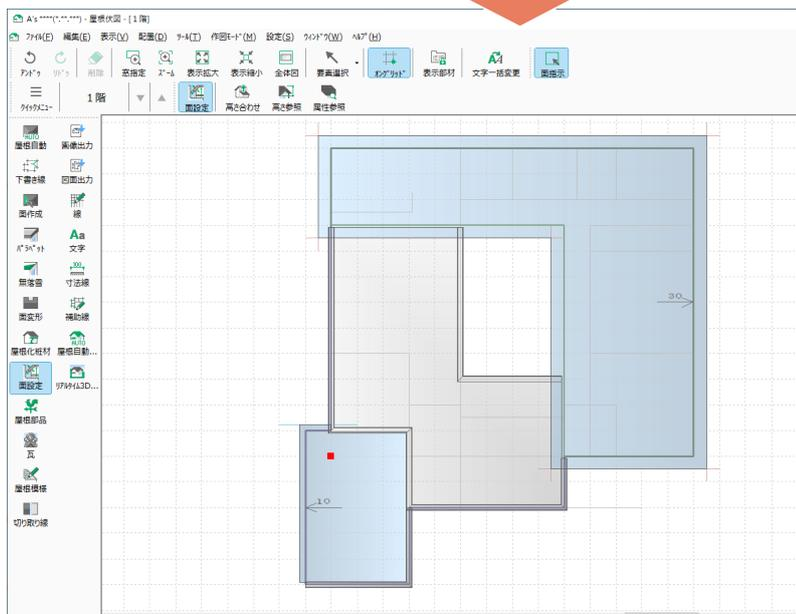 A's ****(*.**.***) - 屋根伏図 - [1 階]
ﾌｧｲﾙ(F) 編集(E) 表示(V) 配置(D) ﾂｰﾙ(T) 作図ﾓｰﾄﾞ(M) 設定(S) ｳｨﾝﾄﾞｳ(W) ﾍﾙﾌﾟ(H)
ｱﾝﾄﾞｩ ﾘﾄﾞｩ 削除 窓指定 ｽﾞｰﾑ 表示拡大 表示縮小 全体図 要素選択 ｵﾝｸﾞﾘｯﾄﾞ 表示部材 文字一括変更 面指示
ｸｲｯｸﾒﾆｭｰ 1 階 面設定 高さ合わせ 高さ参照 属性参照
屋根自動 画像出力
下書き線 図面出力
面作成 線
ﾊﾟﾗﾍﾟｯﾄ 文字
無落雪 寸法線
面変形 補助線
屋根化粧材 屋根自動...
面設定 ﾘｱﾙﾀｲﾑ3D...
屋根部品
瓦
屋根模様
切り取り線
30
10